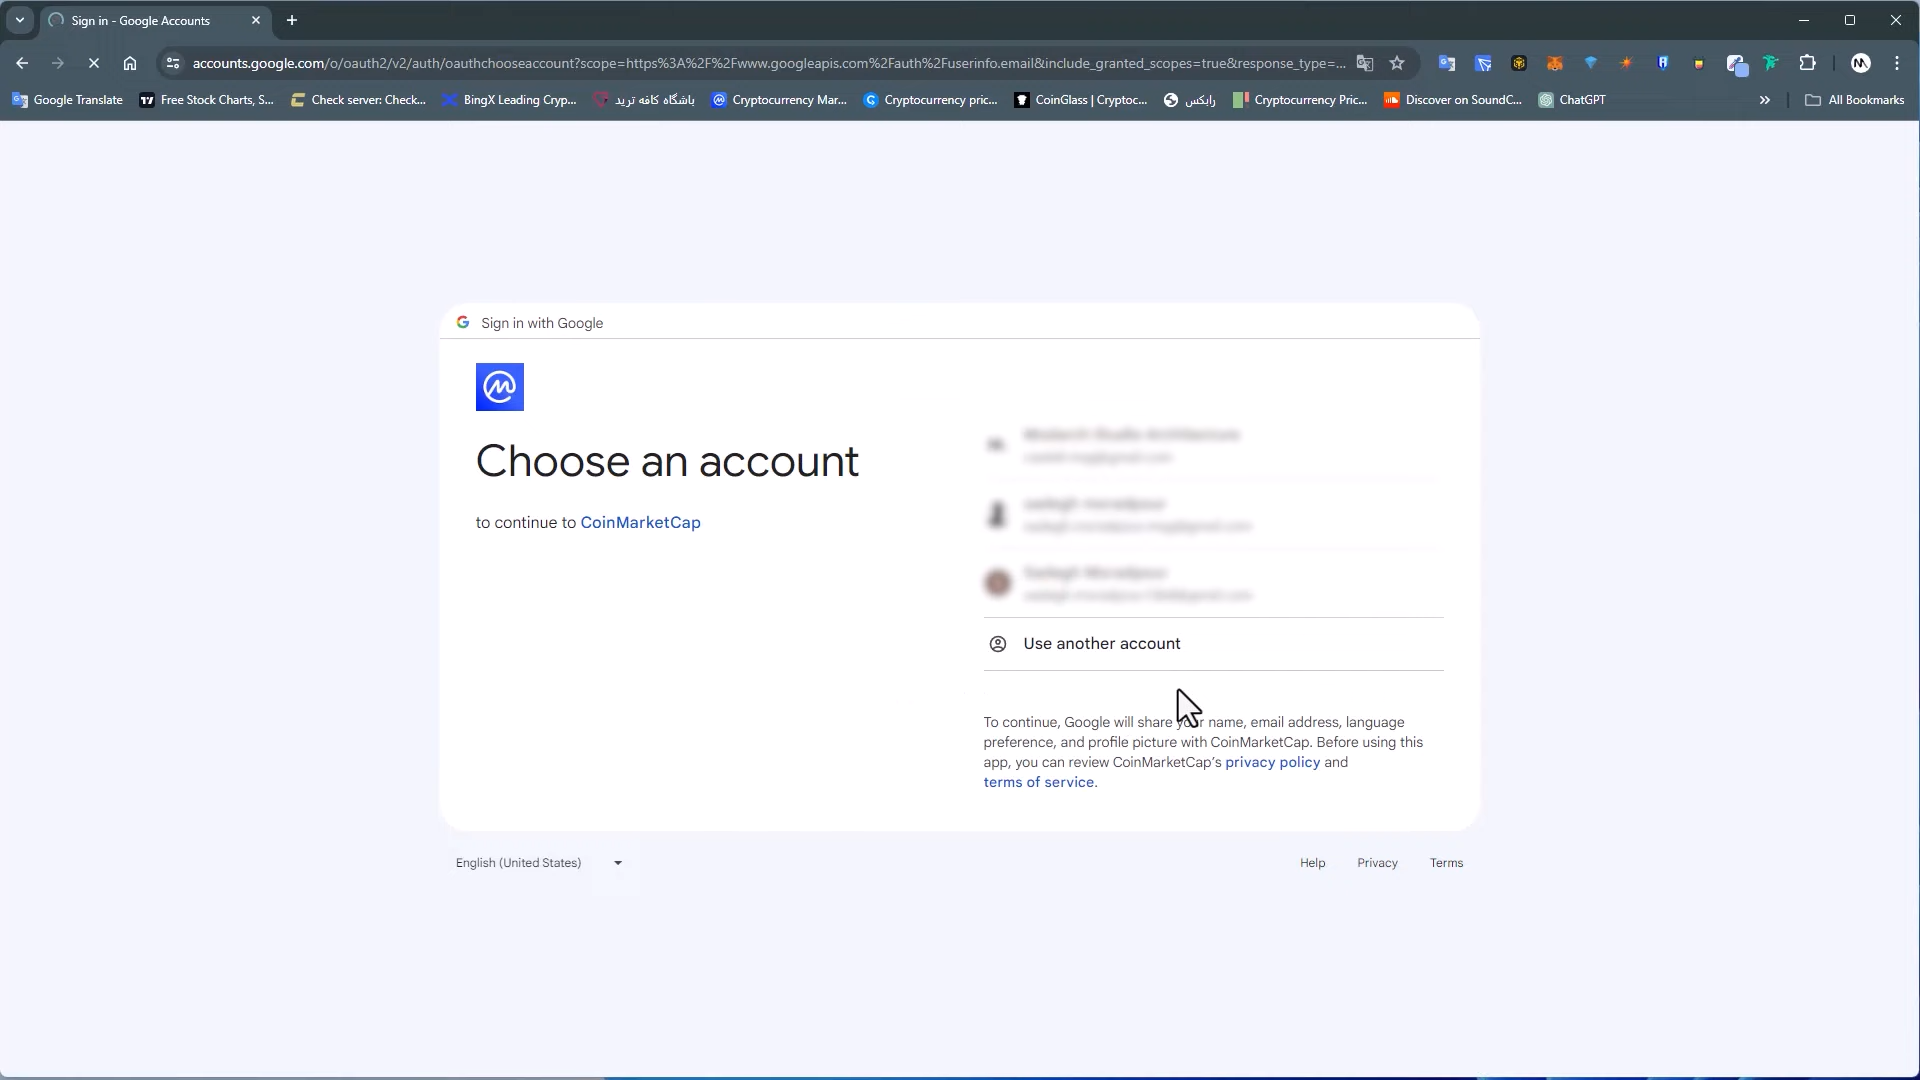 Sign in - Google Accounts
accounts.google.com/o/oauth2/v2/auth/oauthchooseaccount?scope=https%3A%2F%2Fwww.googleapis.com%2Fauth%2Fuserinfo.email&include_granted_scopes=true&response_type=...
Google Translate Free Stock Charts, S... Check server: Check... BingX Leading Cryp... باشگاه کافه ترید Cryptocurrency Mar... Cryptocurrency pric... CoinGlass | Cryptoc... رابکس Cryptocurrency Pric... Discover on SoundC... ChatGPT » All Bookmarks
Sign in with Google
Choose an account
to continue to CoinMarketCap
Use another account
To continue, Google will share your name, email address, language
preference, and profile picture with CoinMarketCap. Before using this
app, you can review CoinMarketCap's privacy policy and
terms of service.
English (United States)
Help Privacy Terms